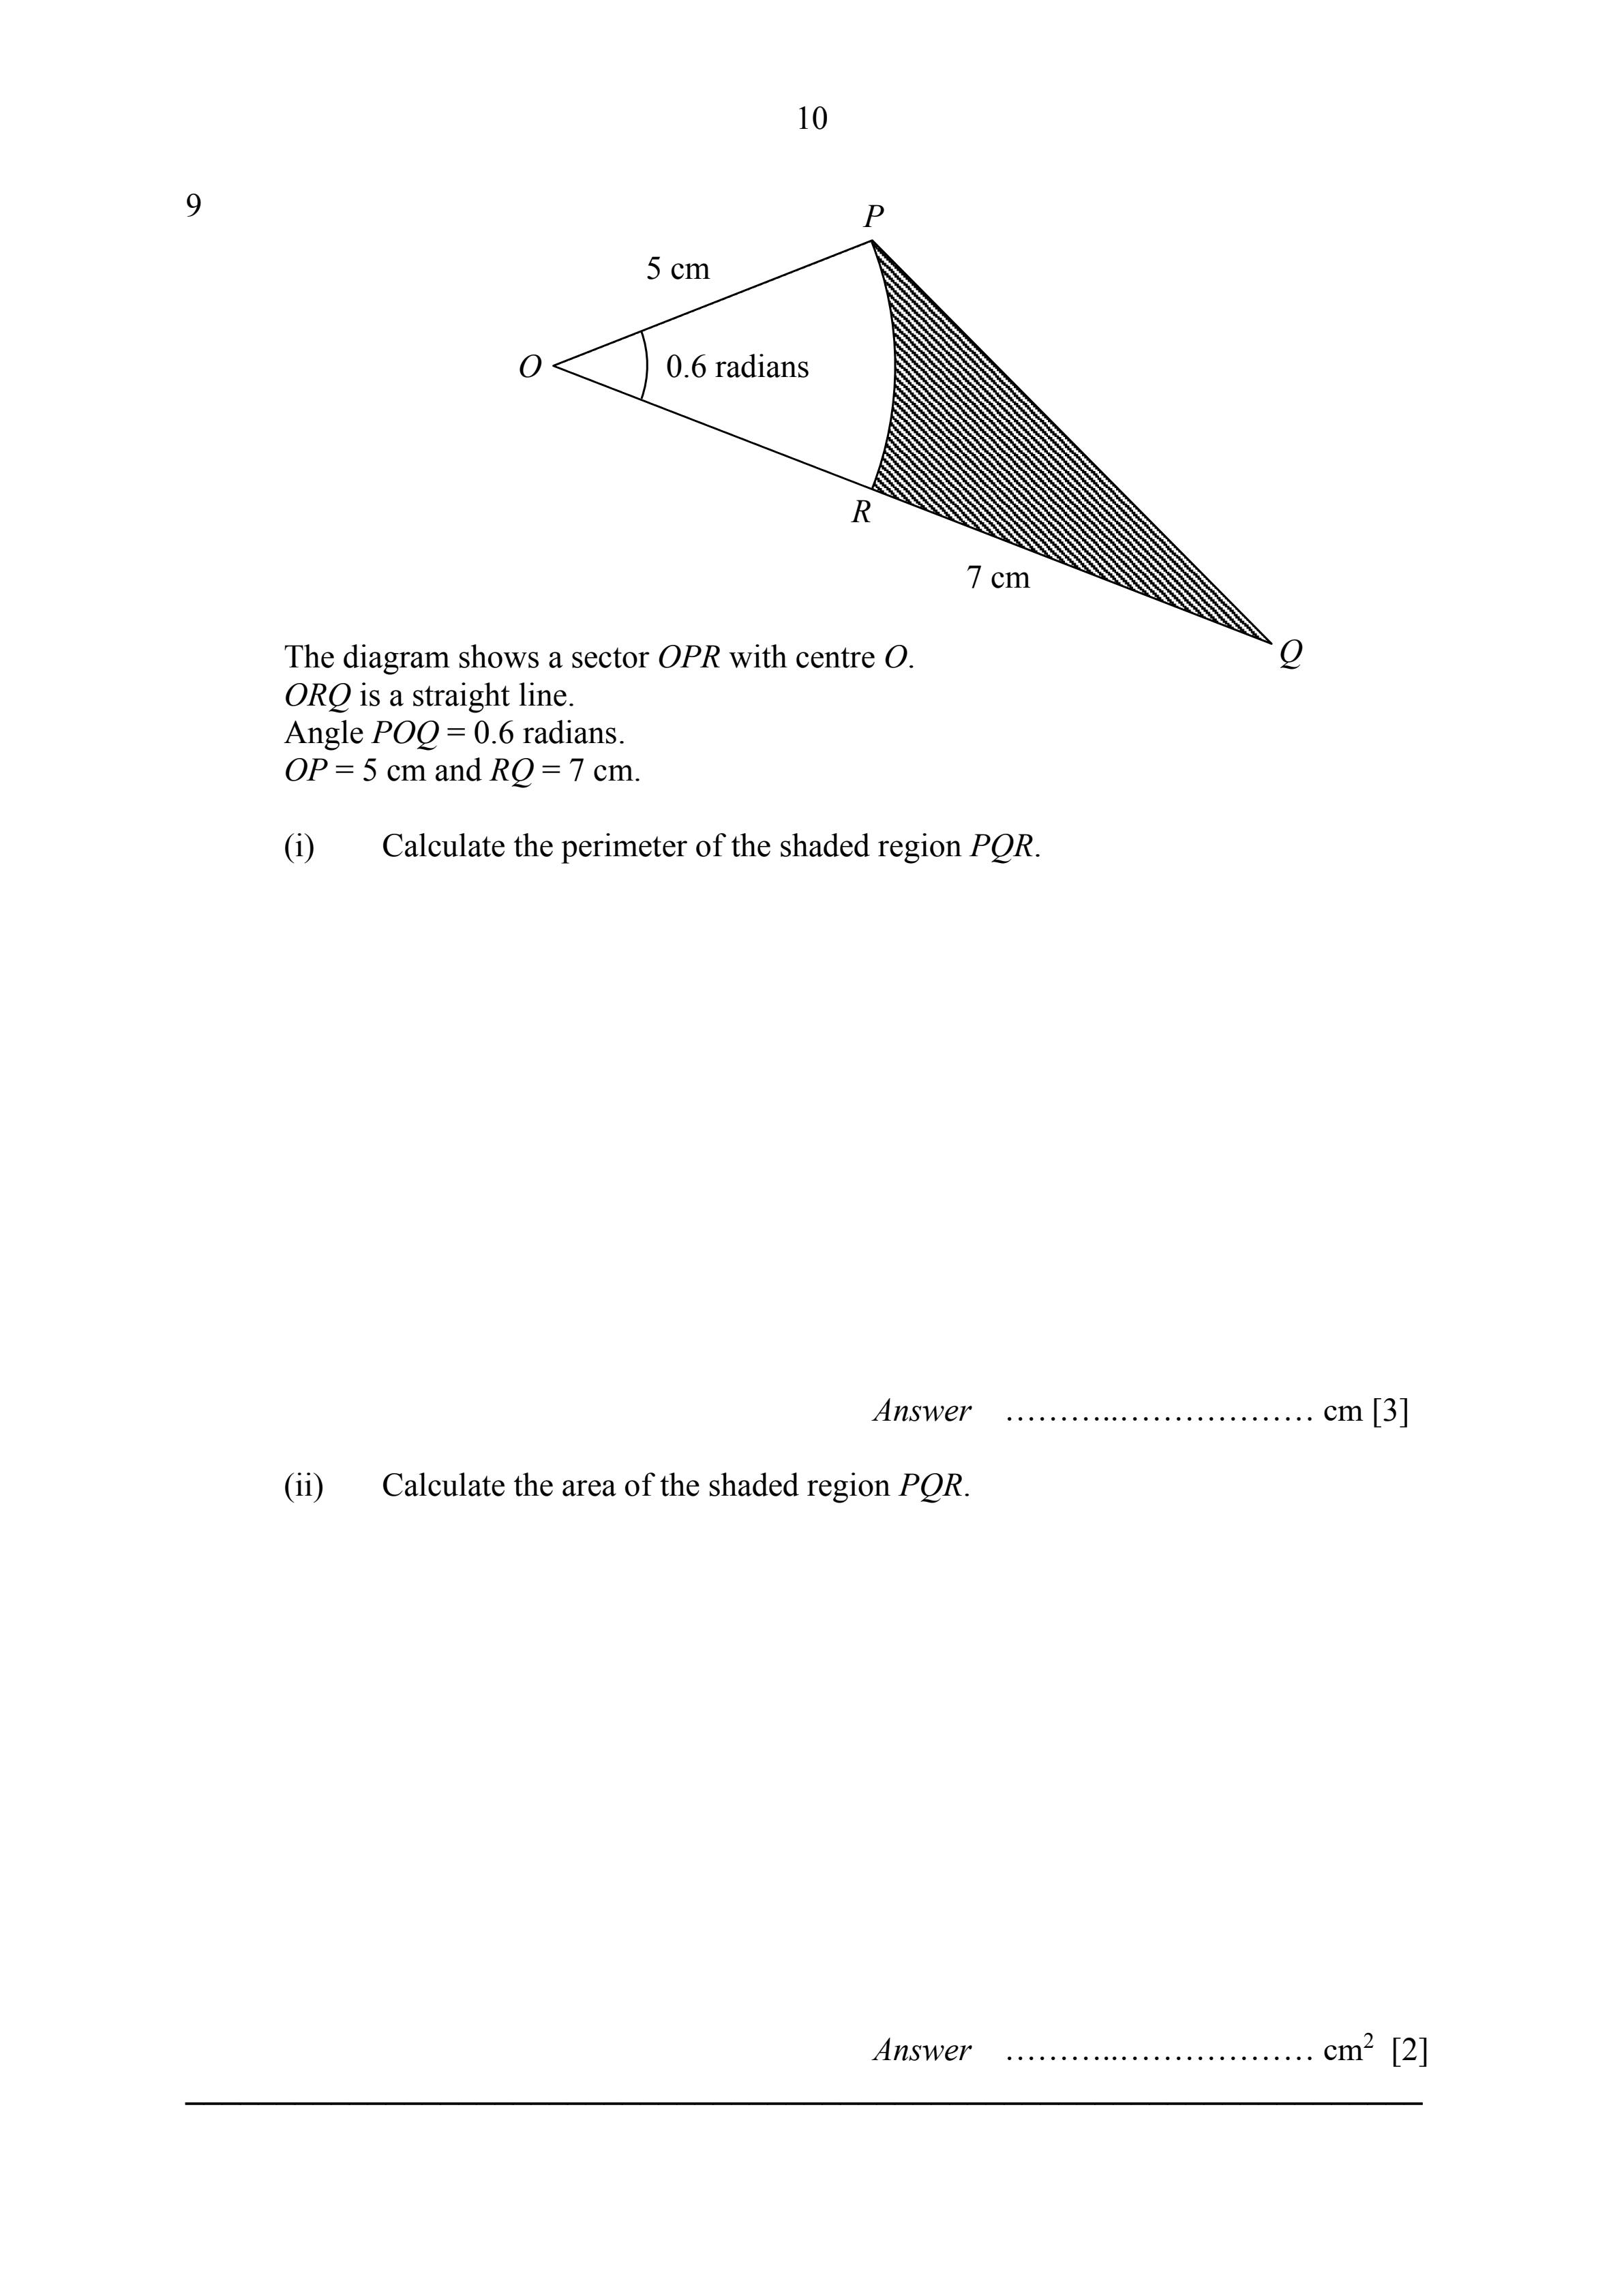 10
9
P
5 cm
O
0.6 radians
R
7 cm
Q
The diagram shows a sector OPR with centre O.
ORQ is a straight line.
Angle POQ = 0.6 radians.
OP = 5 cm and RQ = 7 cm.
(i) Calculate the perimeter of the shaded region PQR.
Answer ………..……………… cm [3]
(ii) Calculate the area of the shaded region PQR.
Answer ………..……………… cm² [2]